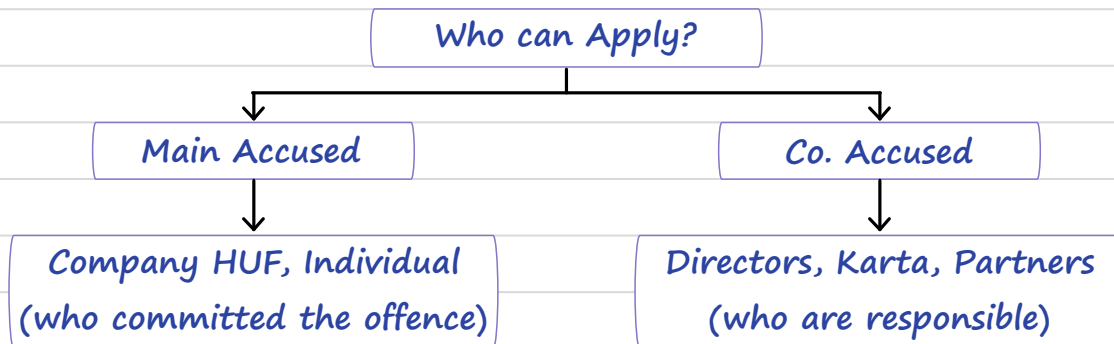 Who can Apply?
Main Accused
Co. Accused
Company HUF, Individual
(who committed the offence)
Directors, Karta, Partners
(who are responsible)